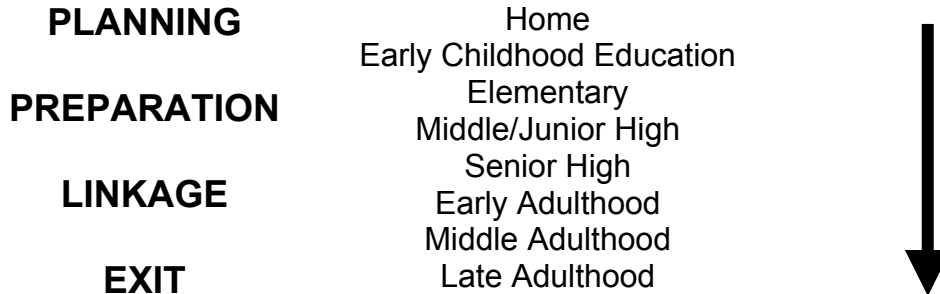 PLANNING
PREPARATION
LINKAGE
EXIT
Home
Early Childhood Education
Elementary
Middle/Junior High
Senior High
Early Adulthood
Middle Adulthood
Late Adulthood